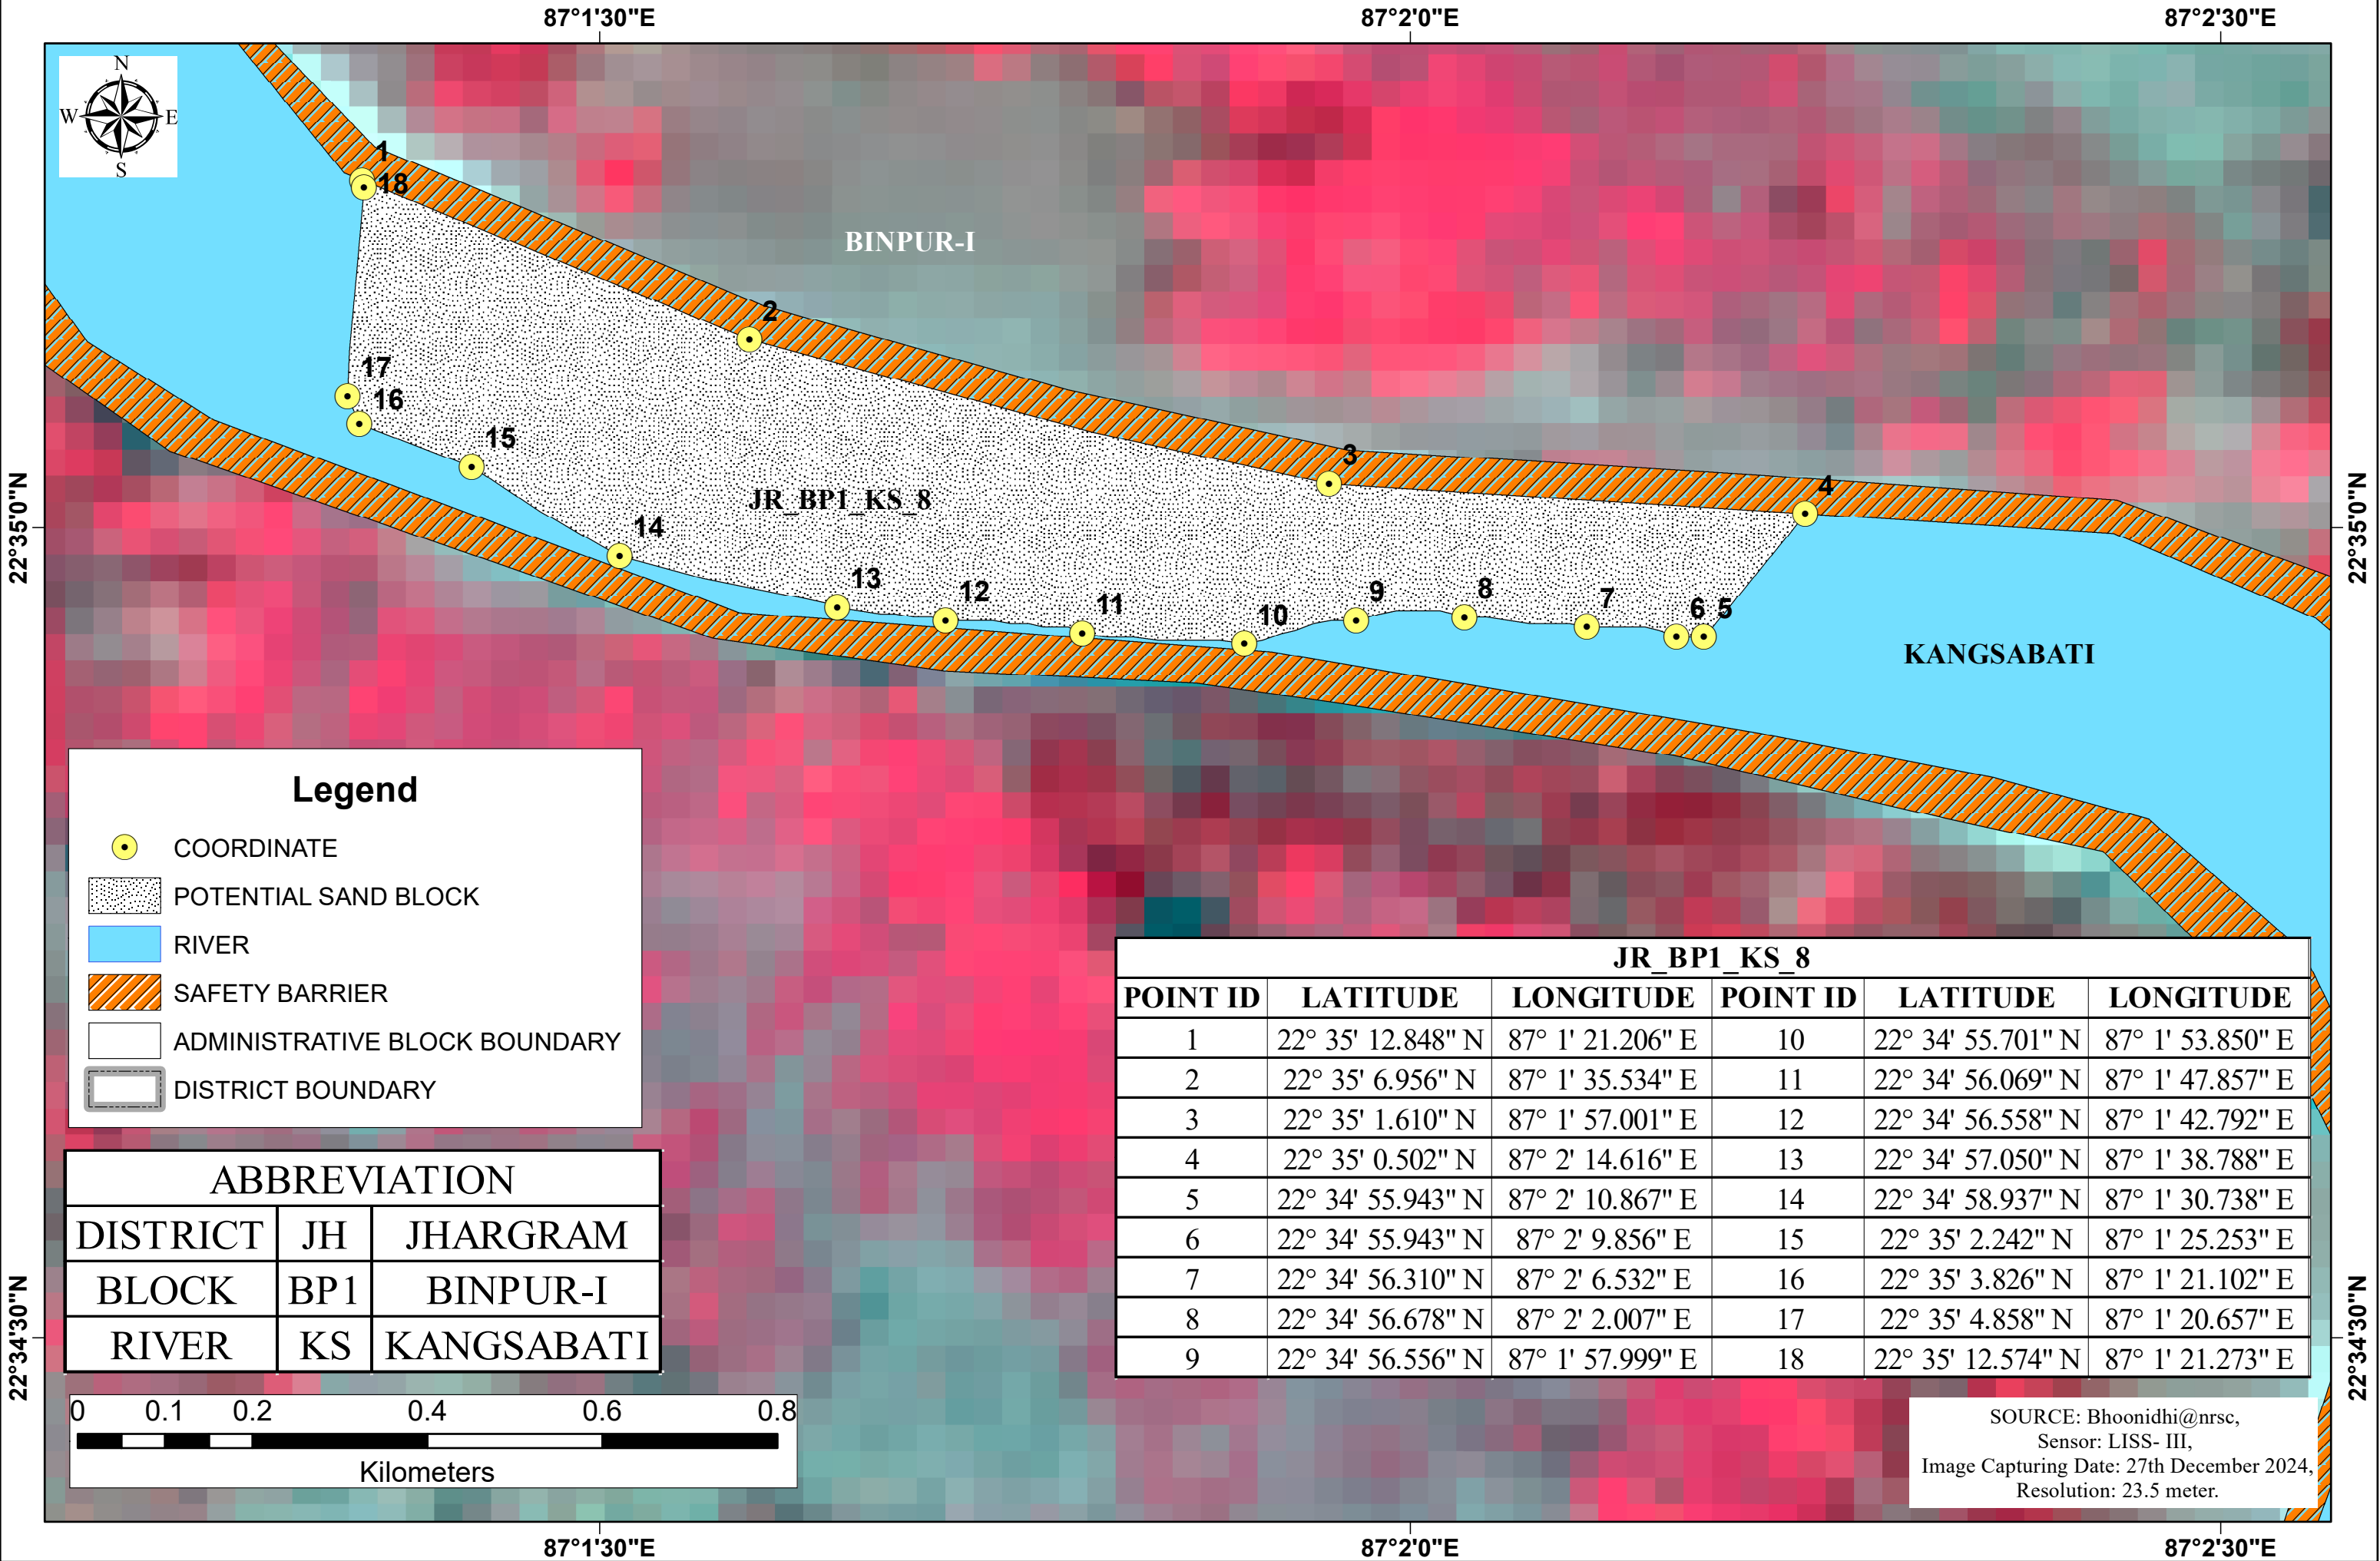 87°1'30"E 87°2'0"E 87°2'30"E
N
W E
S
1
18
BINPUR-I
2
17
16
15
3
4
JR_BP1_KS_8
14
13
12
11
10
9
8
7
6
5
KANGSABATI
22°35'0"N 22°35'0"N
Legend
COORDINATE
POTENTIAL SAND BLOCK
RIVER
SAFETY BARRIER
ADMINISTRATIVE BLOCK BOUNDARY
DISTRICT BOUNDARY
JR_BP1_KS_8
POINT ID LATITUDE LONGITUDE POINT ID LATITUDE LONGITUDE
1 22° 35' 12.848" N 87° 1' 21.206" E 10 22° 34' 55.701" N 87° 1' 53.850" E
2 22° 35' 6.956" N 87° 1' 35.534" E 11 22° 34' 56.069" N 87° 1' 47.857" E
3 22° 35' 1.610" N 87° 1' 57.001" E 12 22° 34' 56.558" N 87° 1' 42.792" E
4 22° 35' 0.502" N 87° 2' 14.616" E 13 22° 34' 57.050" N 87° 1' 38.788" E
5 22° 34' 55.943" N 87° 2' 10.867" E 14 22° 34' 58.937" N 87° 1' 30.738" E
6 22° 34' 55.943" N 87° 2' 9.856" E 15 22° 35' 2.242" N 87° 1' 25.253" E
7 22° 34' 56.310" N 87° 2' 6.532" E 16 22° 35' 3.826" N 87° 1' 21.102" E
8 22° 34' 56.678" N 87° 2' 2.007" E 17 22° 35' 4.858" N 87° 1' 20.657" E
9 22° 34' 56.556" N 87° 1' 57.999" E 18 22° 35' 12.574" N 87° 1' 21.273" E
ABBREVIATION
DISTRICT JH JHARGRAM
BLOCK BP1 BINPUR-I
RIVER KS KANGSABATI
22°34'30"N 22°34'30"N
0 0.1 0.2 0.4 0.6 0.8
Kilometers
SOURCE: Bhoonidhi@nrsc,
Sensor: LISS- III,
Image Capturing Date: 27th December 2024,
Resolution: 23.5 meter.
87°1'30"E 87°2'0"E 87°2'30"E